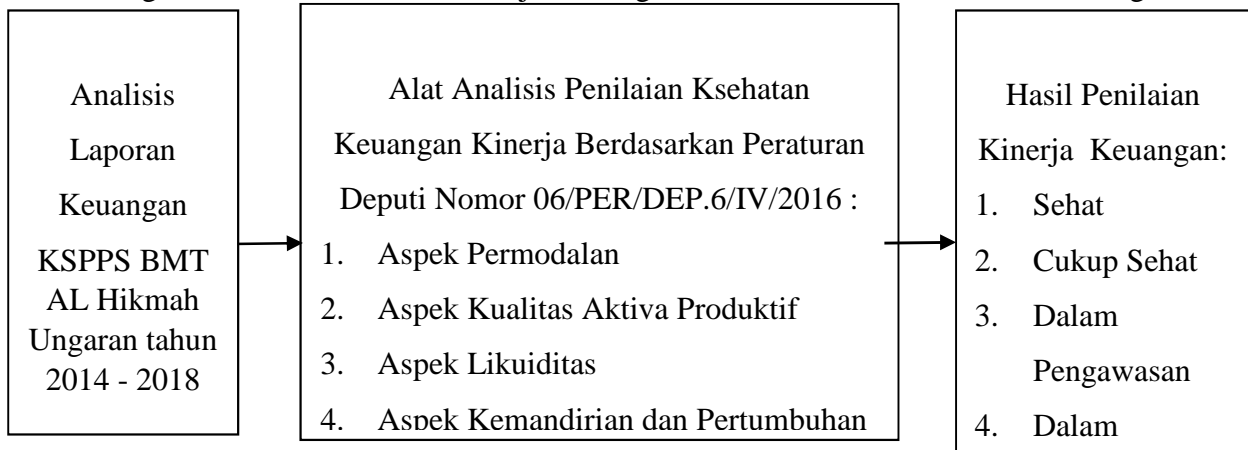 Analisis
Laporan
Keuangan
KSPPS BMT
AL Hikmah
Ungaran tahun
2014 - 2018
Alat Analisis Penilaian Ksehatan
Keuangan Kinerja Berdasarkan Peraturan
Deputi Nomor 06/PER/DEP.6/IV/2016 :
1. Aspek Permodalan
2. Aspek Kualitas Aktiva Produktif
3. Aspek Likuiditas
4. Aspek Kemandirian dan Pertumbuhan
Hasil Penilaian
Kinerja Keuangan:
1. Sehat
2. Cukup Sehat
3. Dalam
Pengawasan
4. Dalam